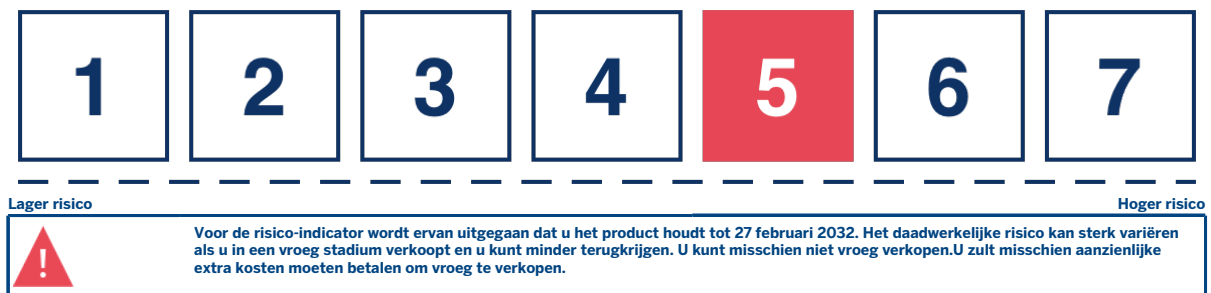 1 2 3 4 5 6 7
Lager risico Hoger risico
Voor de risico-indicator wordt ervan uitgegaan dat u het product houdt tot 27 februari 2032. Het daadwerkelijke risico kan sterk variëren
als u in een vroeg stadium verkoopt en u kunt minder terugkrijgen. U kunt misschien niet vroeg verkopen.U zult misschien aanzienlijke
extra kosten moeten betalen om vroeg te verkopen.